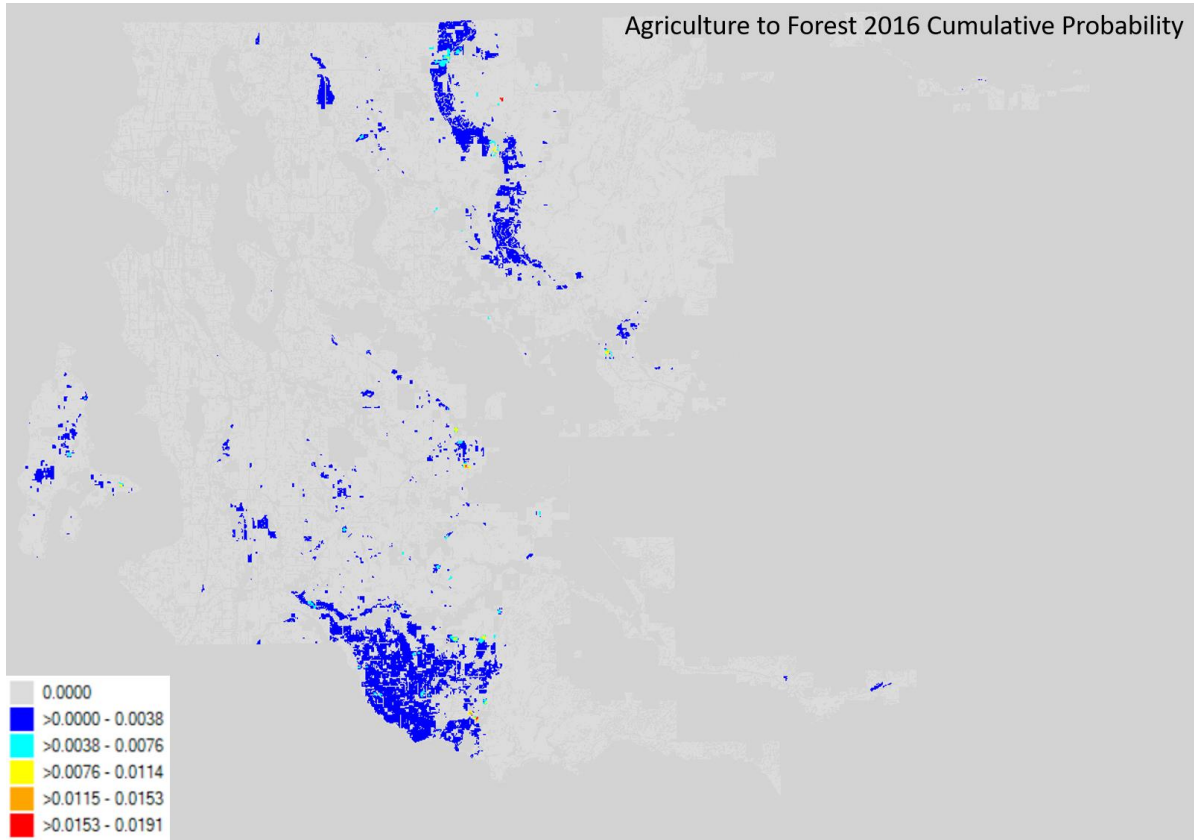 Agriculture to Forest 2016 Cumulative Probability
0.0000
>0.0000 - 0.0038
>0.0038 - 0.0076
>0.0076 - 0.0114
>0.0115 - 0.0153
>0.0153 - 0.0191